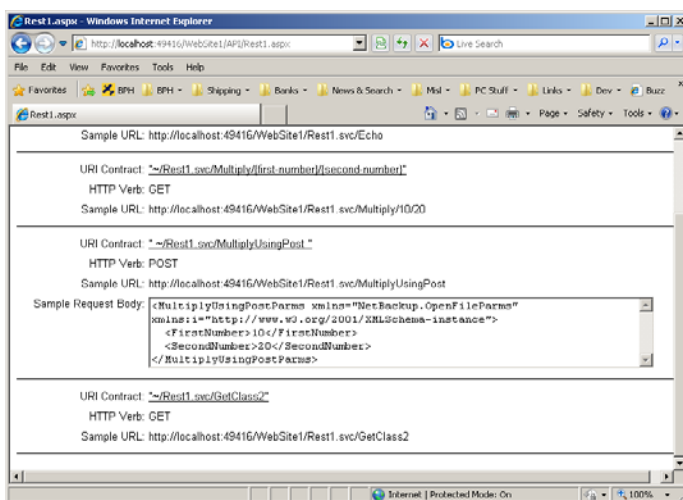 Rest1.aspx - Windows Internet Explorer
http://localhost:49416/WebSite1/API/Rest1.aspx
Live Search
File Edit View Favorites Tools Help
Favorites BPH BPH Shipping Banks News & Search Misl PC Stuff Links Dev Buzz
Rest1.aspx Page Safety Tools
Sample URL: http://localhost:49416/WebSite1/Rest1.svc/Echo
URI Contract: "~/Rest1.svc/Multiply/{first-number}/{second-number}"
HTTP Verb: GET
Sample URL: http://localhost:49416/WebSite1/Rest1.svc/Multiply/10/20
URI Contract: " ~/Rest1.svc/MultiplyUsingPost "
HTTP Verb: POST
Sample URL: http://localhost:49416/WebSite1/Rest1.svc/MultiplyUsingPost
Sample Request Body: <MultiplyUsingPostParms xmlns="NetBackup.OpenFileParms"
xmlns:i="http://www.w3.org/2001/XMLSchema-instance">
<FirstNumber>10</FirstNumber>
<SecondNumber>20</SecondNumber>
</MultiplyUsingPostParms>
URI Contract: "~/Rest1.svc/GetClass2"
HTTP Verb: GET
Sample URL: http://localhost:49416/WebSite1/Rest1.svc/GetClass2
Internet | Protected Mode: On 100%